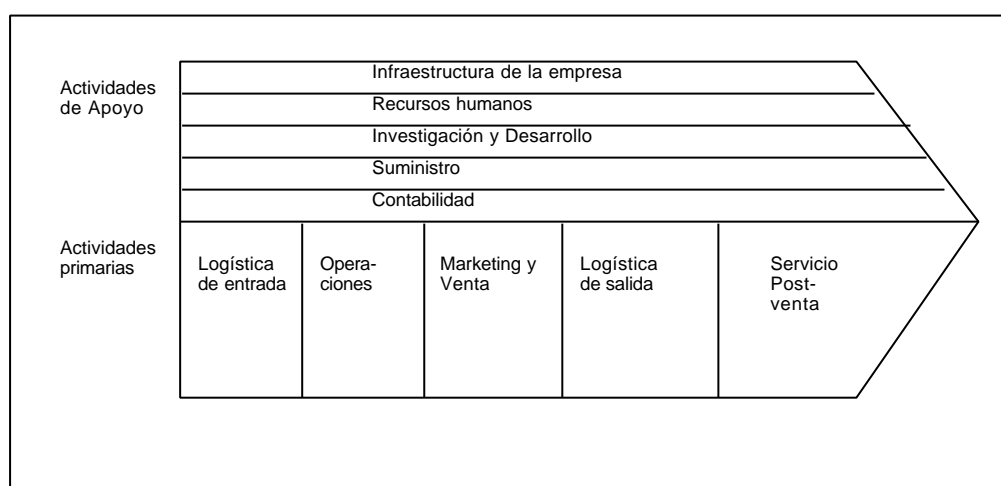 Actividades
de Apoyo
Infraestructura de la empresa
Recursos humanos
Investigación y Desarrollo
Suministro
Contabilidad
Actividades
primarias
Logística
de entrada
Opera-
ciones
Marketing y
Venta
Logística
de salida
Servicio
Post-
venta